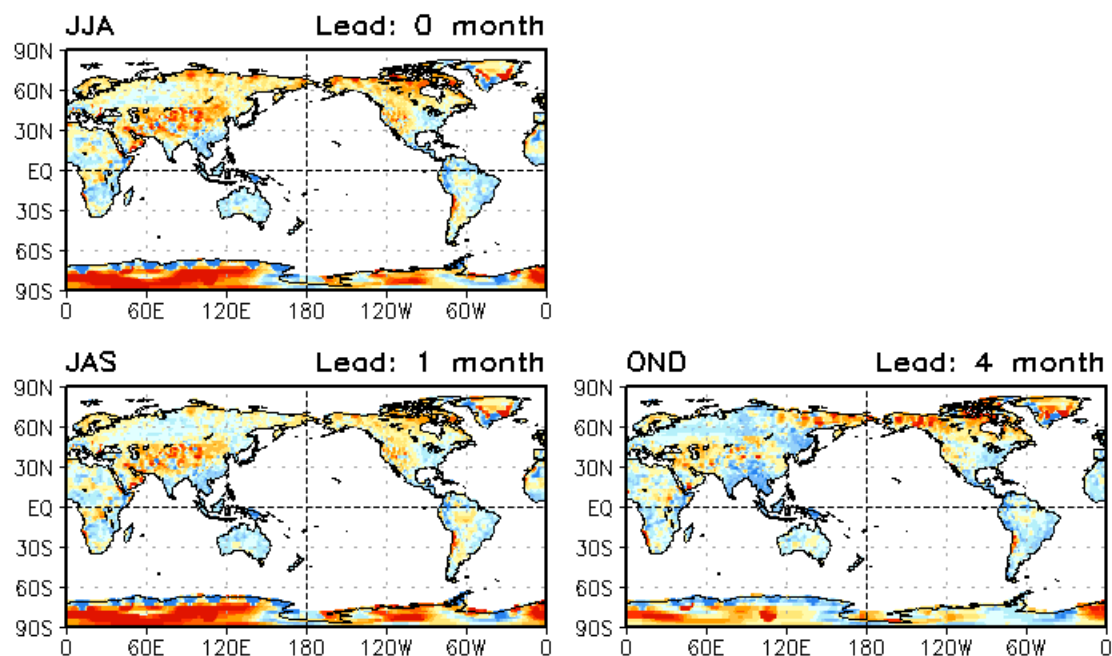 JJA Lead: 0 month
90N
60N
30N
EQ
30S
60S
90S
0 60E 120E 180 120W 60W 0
JAS Lead: 1 month
90N
60N
30N
EQ
30S
60S
90S
0 60E 120E 180 120W 60W 0
OND Lead: 4 month
90N
60N
30N
EQ
30S
60S
90S
0 60E 120E 180 120W 60W 0